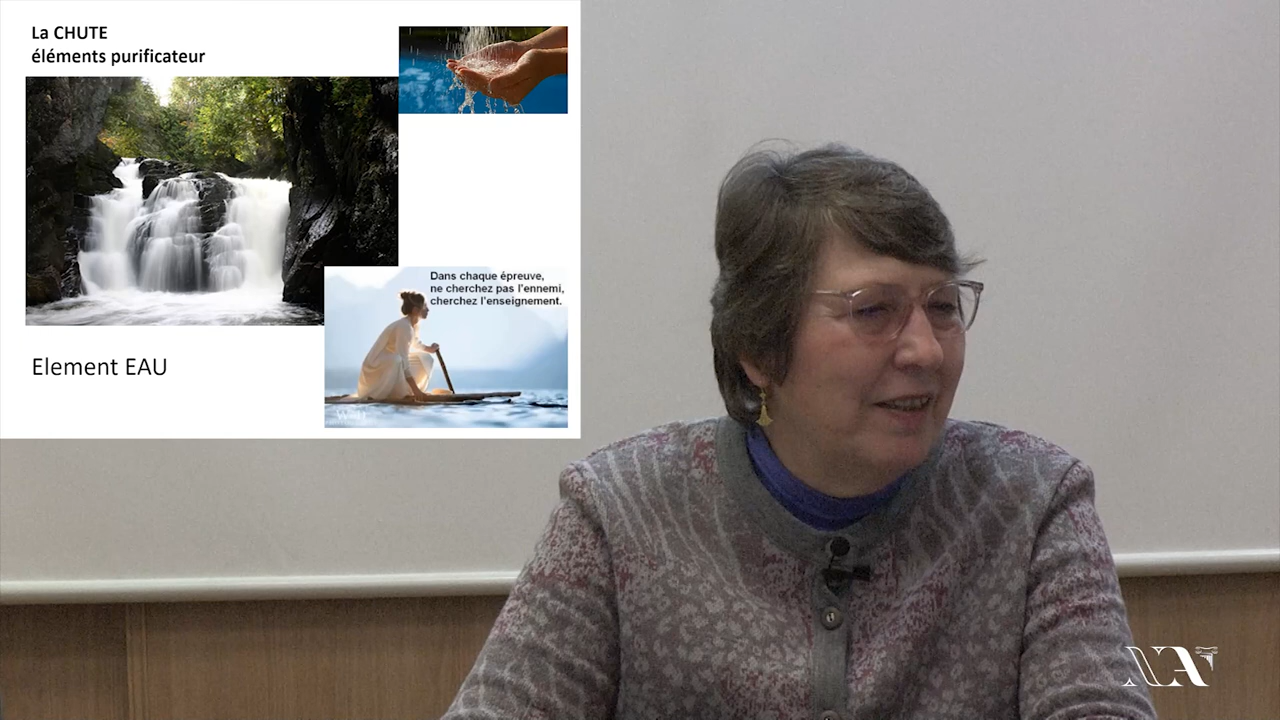 La CHUTE
éléments purificateur
Dans chaque épreuve,
ne cherchez pas l'ennemi,
cherchez l'enseignement.
Element EAU